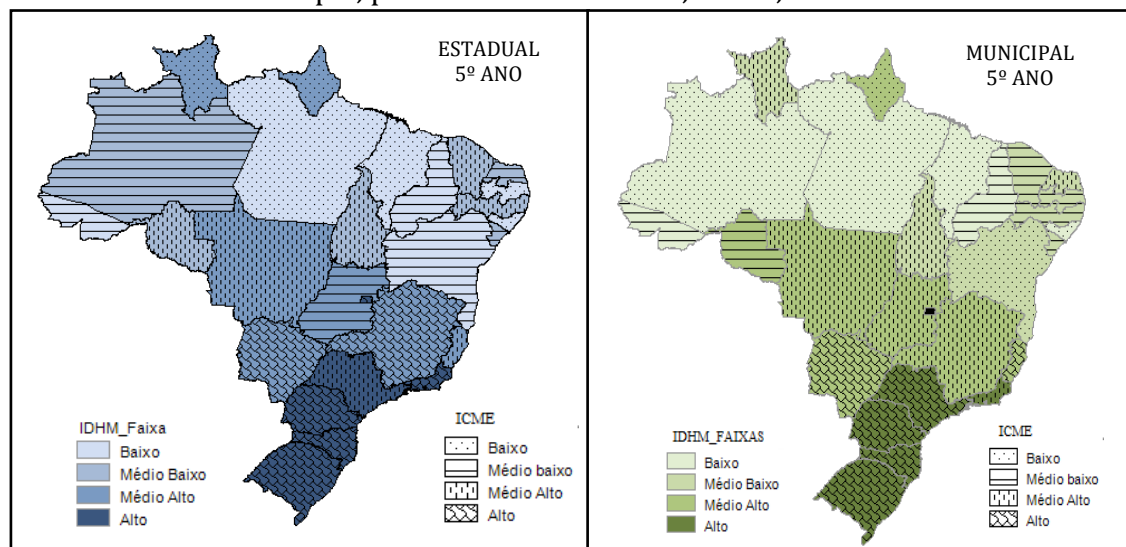 ESTADUAL
5º ANO
IDHM_Faixa
Baixo
Médio Baixo
Médio Alto
Alto
ICME
Baixo
Médio baixo
Médio Alto
Alto
MUNICIPAL
5º ANO
IDHM_FAIXAS
Baixo
Médio Baixo
Médio Alto
Alto
ICME
Baixo
Médio baixo
Médio Alto
Alto